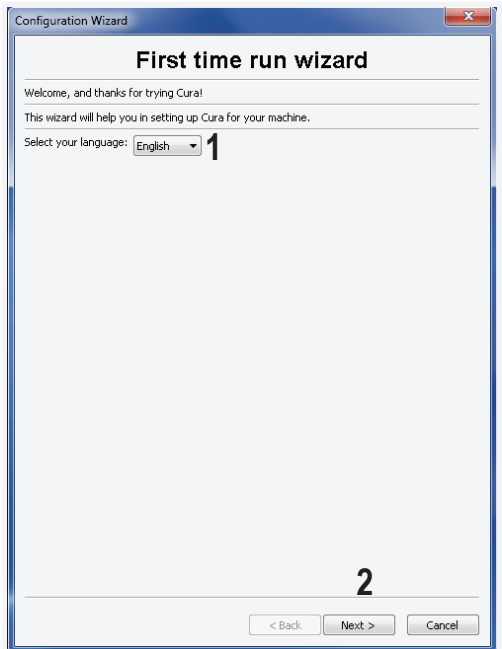 Configuration Wizard
First time run wizard
Welcome, and thanks for trying Cura!
This wizard will help you in setting up Cura for your machine.
Select your language: English 1
2
< Back Next > Cancel